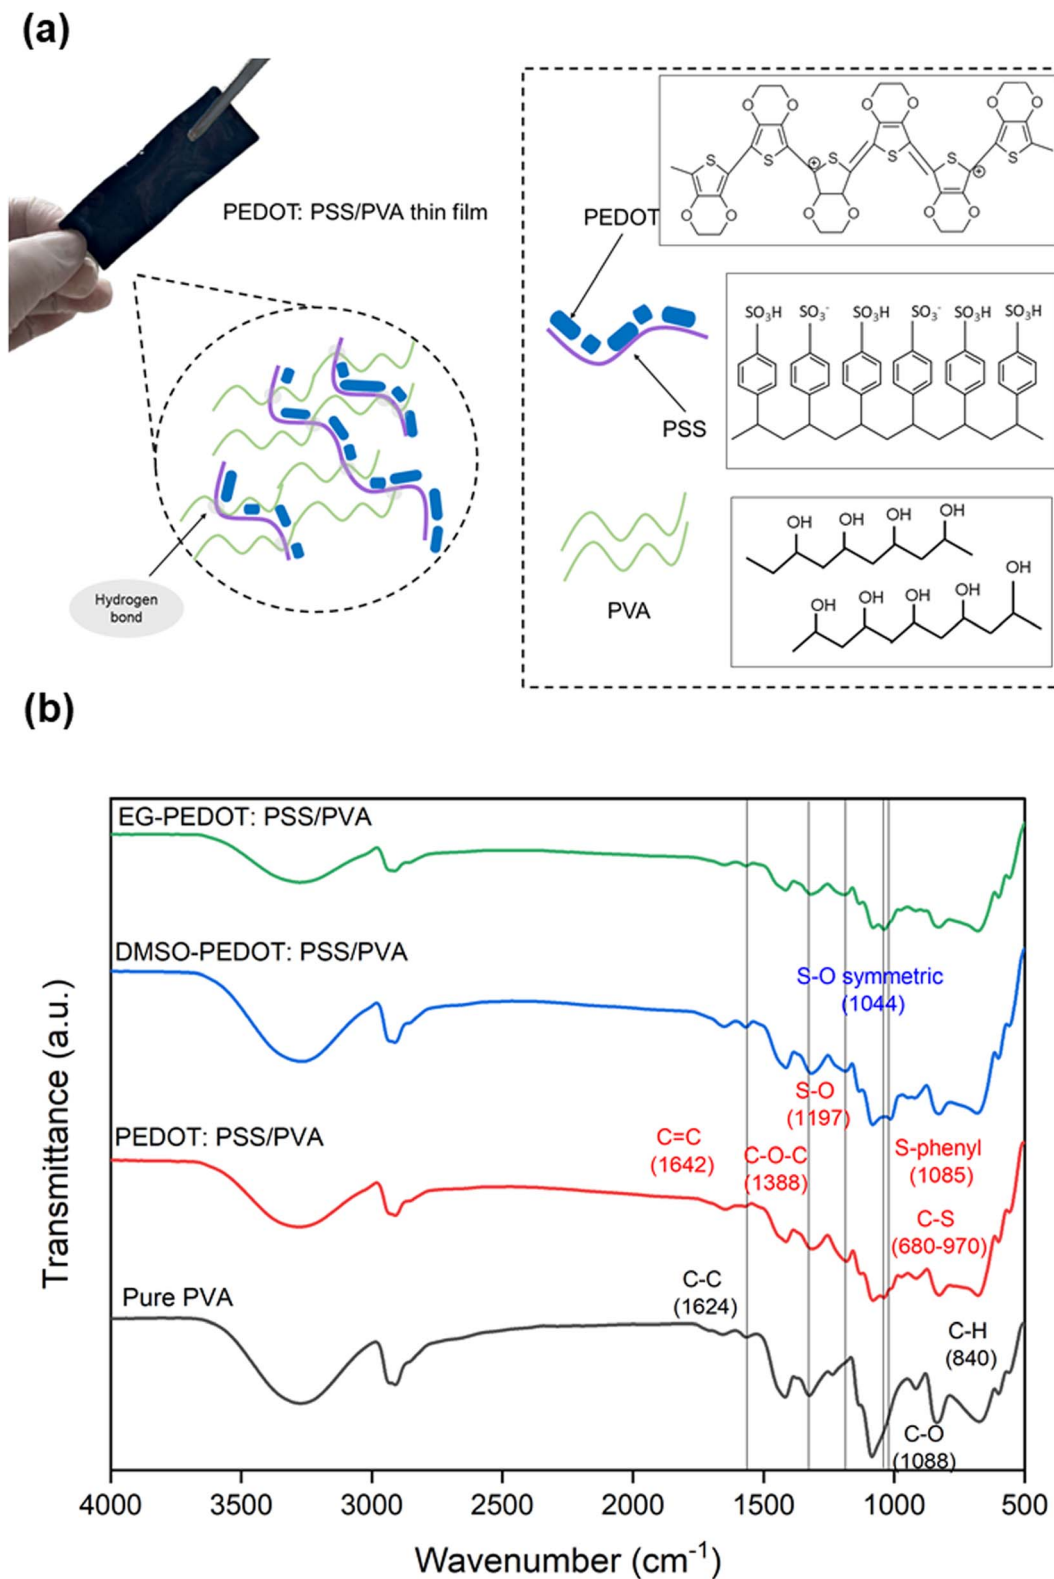 (a)
PEDOT: PSS/PVA thin film
Hydrogen
bond
PEDOT
PSS
PVA
S S S S S S S
O O O O O O O O O O O O O O
⊕ ⊕
SO₃H SO₃⁻ SO₃H SO₃⁻ SO₃H SO₃H
OH OH OH OH
OH OH OH OH OH
(b)
EG-PEDOT: PSS/PVA
DMSO-PEDOT: PSS/PVA
S-O symmetric
(1044)
S-O
(1197)
PEDOT: PSS/PVA
C=C
(1642)
C-O-C
(1388)
S-phenyl
(1085)
C-S
(680-970)
Pure PVA
C-C
(1624)
C-H
(840)
C-O
(1088)
Transmittance (a.u.)
4000 3500 3000 2500 2000 1500 1000 500
Wavenumber (cm⁻¹)